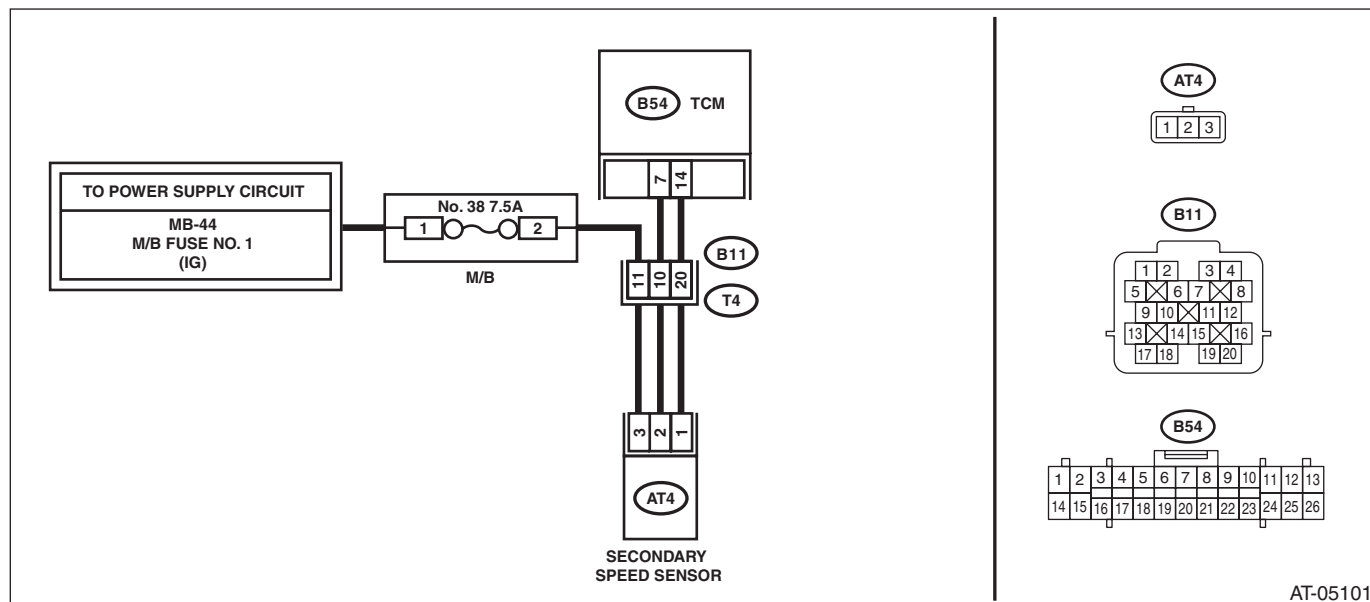 B54 TCM
7 14
TO POWER SUPPLY CIRCUIT
MB-44
M/B FUSE NO. 1
(IG)
No. 38 7.5A
1 2
M/B
11 10 20
B11
T4
3 2 1
AT4
SECONDARY
SPEED SENSOR
AT4
1 2 3
B11
1 2 3 4
5 6 7 8
9 10 11 12
13 14 15 16
17 18 19 20
B54
1 2 3 4 5 6 7 8 9 10 11 12 13
14 15 16 17 18 19 20 21 22 23 24 25 26
AT-05101